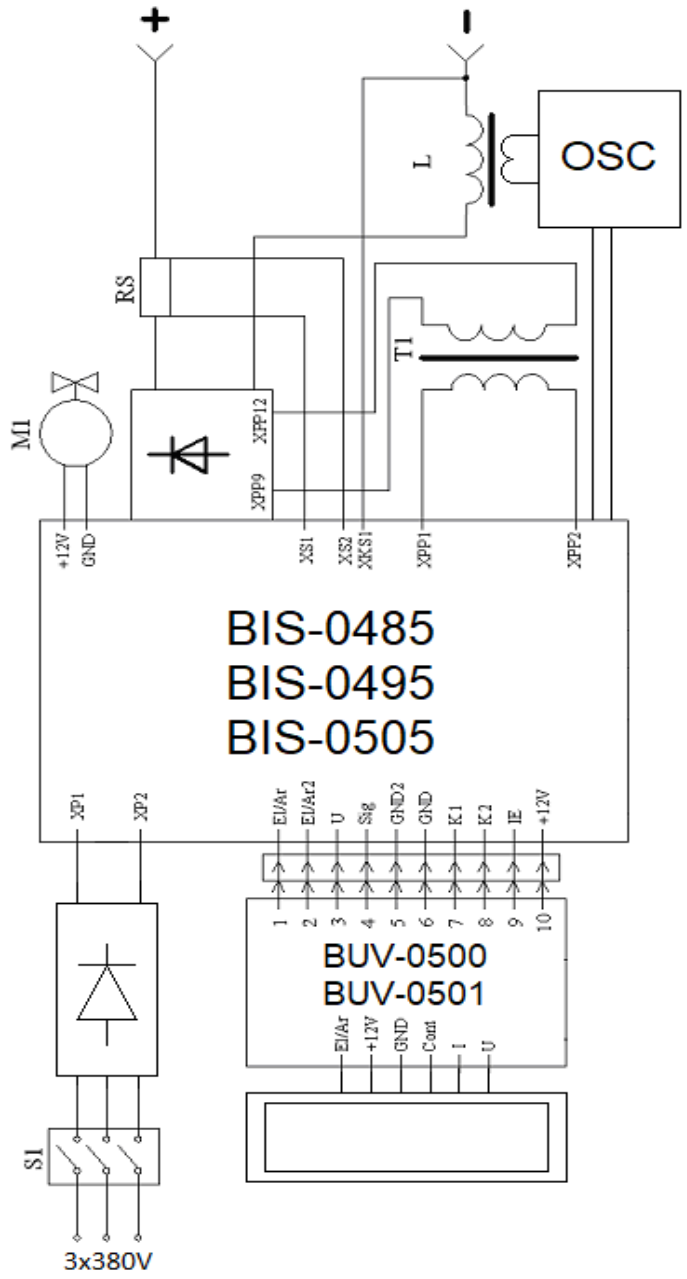 + -
L
OSC
RS
T1
M1
XPP12
XPP9
+12V
GND
XS1
XS2
XKS1
XPP1
XPP2
BIS-0485
BIS-0495
BIS-0505
XP1
XP2
El/Ar
El/Ar2
U
Sig
GND2
GND
K1
K2
IE
+12V
1 2 3 4 5 6 7 8 9 10
BUV-0500
BUV-0501
El/Ar
+12V
GND
Cont
I
U
S1
3x380V